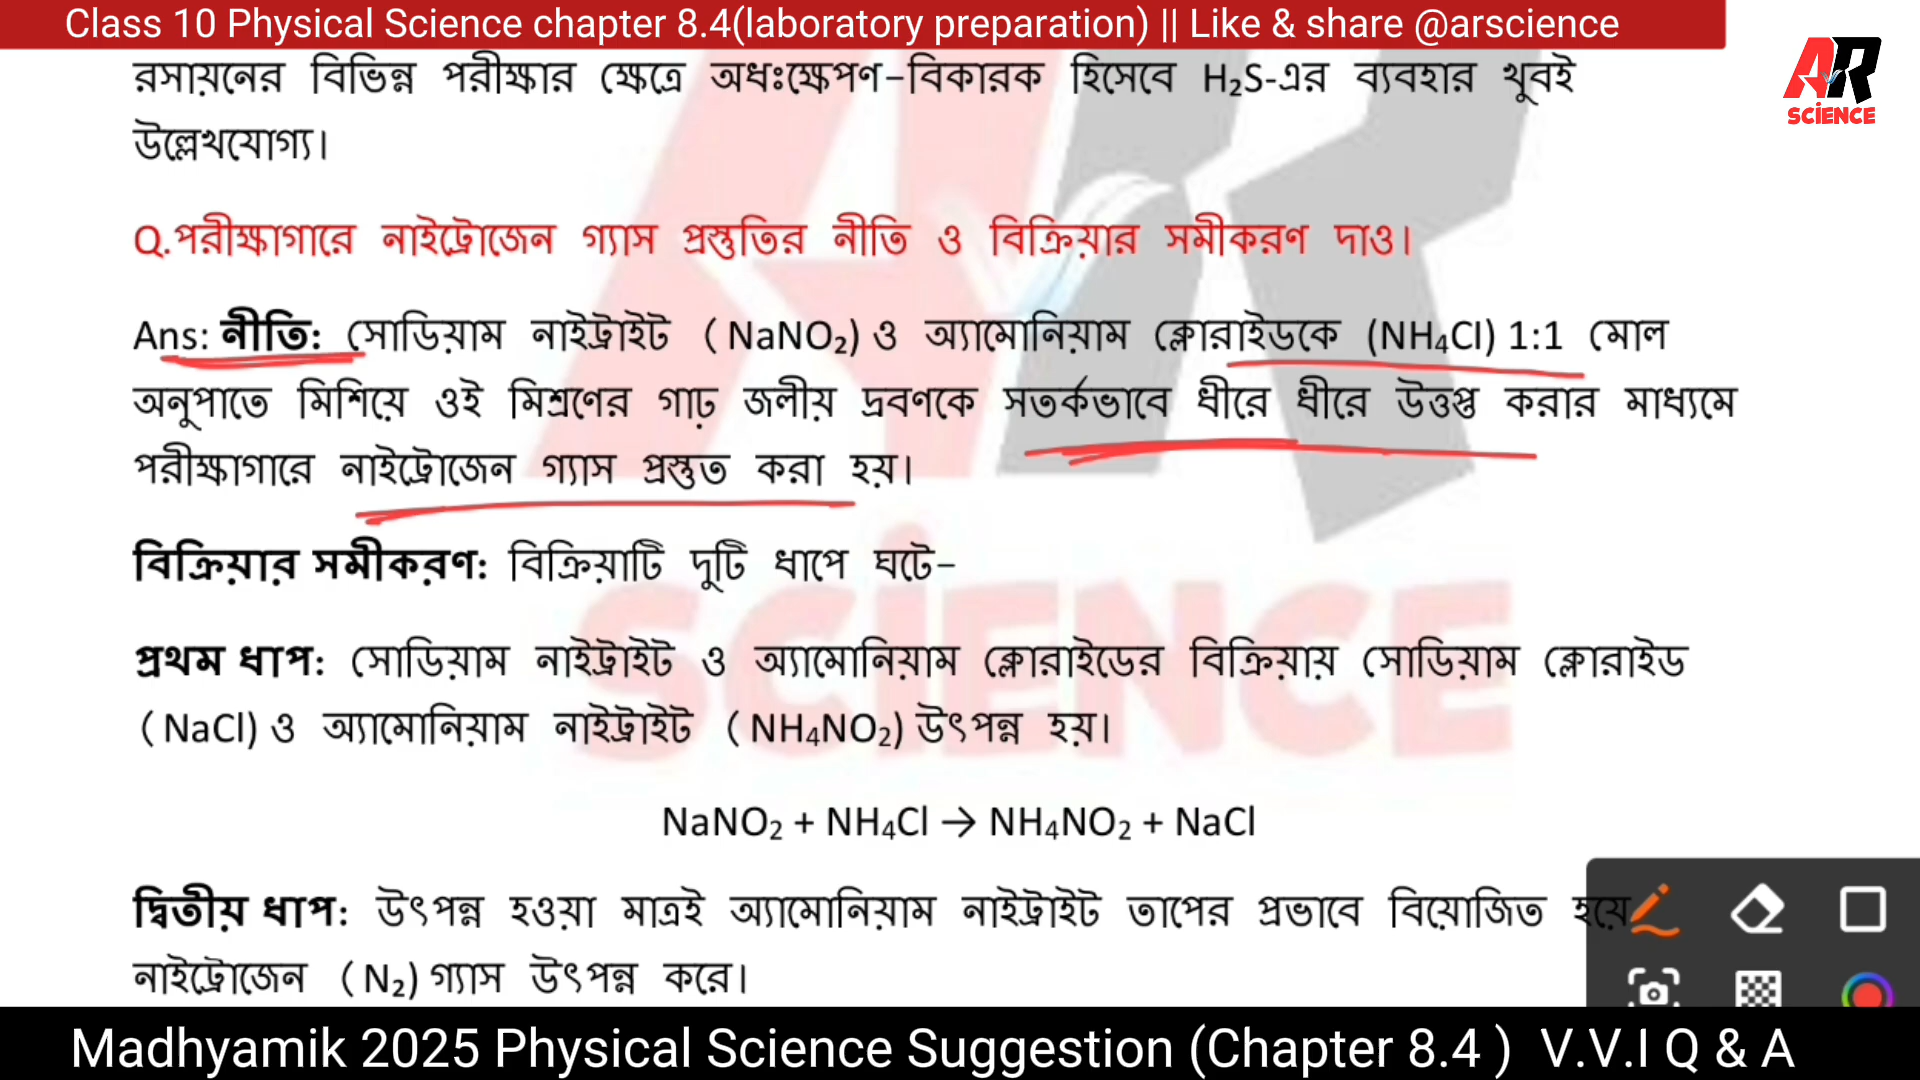 Class 10 Physical Science chapter 8.4(laboratory preparation) || Like & share @arscience
AR
SCIENCE
রসায়নের বিভিন্ন পরীক্ষার ক্ষেত্রে অধঃক্ষেপণ-বিকারক হিসেবে H₂S-এর ব্যবহার খুবই
উল্লেখযোগ্য।
Q.পরীক্ষাগারে নাইট্রোজেন গ্যাস প্রস্তুতির নীতি ও বিক্রিয়ার সমীকরণ দাও।
Ans: নীতি: সোডিয়াম নাইট্রাইট (NaNO₂) ও অ্যামোনিয়াম ক্লোরাইডকে (NH₄Cl) 1:1 মোল
অনুপাতে মিশিয়ে ওই মিশ্রণের গাঢ় জলীয় দ্রবণকে সতর্কভাবে ধীরে ধীরে উত্তপ্ত করার মাধ্যমে
পরীক্ষাগারে নাইট্রোজেন গ্যাস প্রস্তুত করা হয়।
বিক্রিয়ার সমীকরণ: বিক্রিয়াটি দুটি ধাপে ঘটে-
প্রথম ধাপ: সোডিয়াম নাইট্রাইট ও অ্যামোনিয়াম ক্লোরাইডের বিক্রিয়ায় সোডিয়াম ক্লোরাইড
(NaCl) ও অ্যামোনিয়াম নাইট্রাইট (NH₄NO₂) উৎপন্ন হয়।
NaNO₂ + NH₄Cl → NH₄NO₂ + NaCl
দ্বিতীয় ধাপ: উৎপন্ন হওয়া মাত্রই অ্যামোনিয়াম নাইট্রাইট তাপের প্রভাবে বিয়োজিত হয়ে
নাইট্রোজেন (N₂) গ্যাস উৎপন্ন করে।
Madhyamik 2025 Physical Science Suggestion (Chapter 8.4 ) V.V.I Q & A
SCIENCE